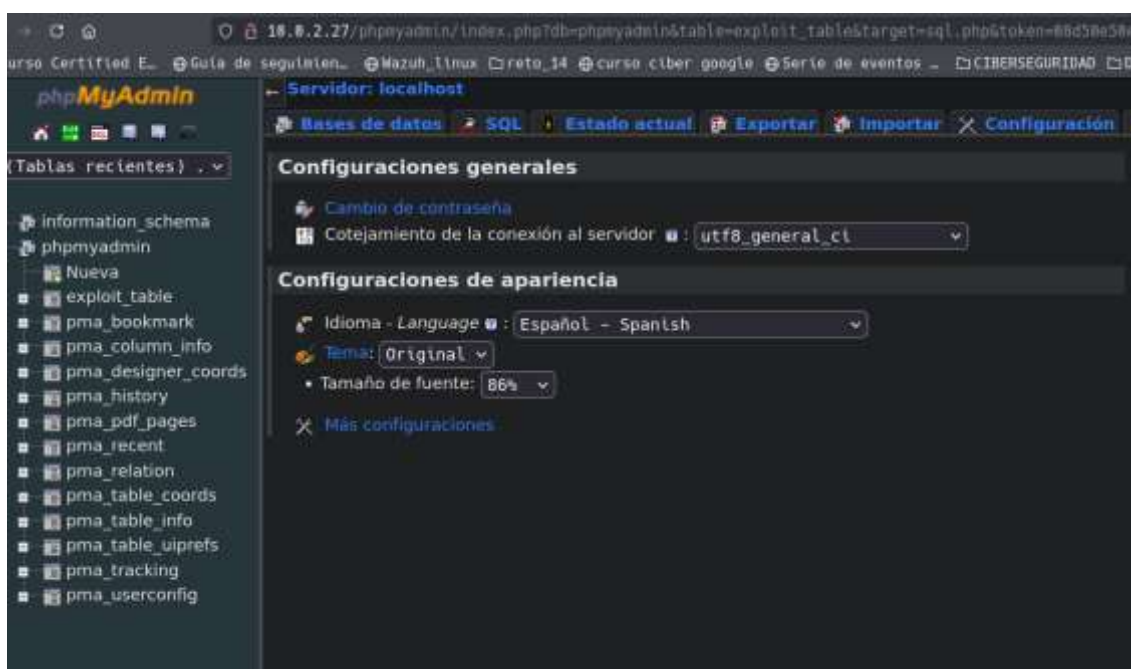 10.0.2.27/phpmyadmin/index.php?db=phpmyadmin&table=exploit_table&target=sql.php&token=
urso Certified E… Guía de seguimien… Wazuh_linux reto_14 curso ciber google Serie de eventos … CIBERSEGURIDAD
phpMyAdmin
(Tablas recientes) ..
information_schema
phpmyadmin
Nueva
exploit_table
pma_bookmark
pma_column_info
pma_designer_coords
pma_history
pma_pdf_pages
pma_recent
pma_relation
pma_table_coords
pma_table_info
pma_table_uiprefs
pma_tracking
pma_userconfig
Servidor: localhost
Bases de datos SQL Estado actual Exportar Importar Configuración
Configuraciones generales
Cambio de contraseña
Cotejamiento de la conexión al servidor : utf8_general_ci
Configuraciones de apariencia
Idioma - Language : Español - Spanish
Tema: Original
• Tamaño de fuente: 86%
Más configuraciones